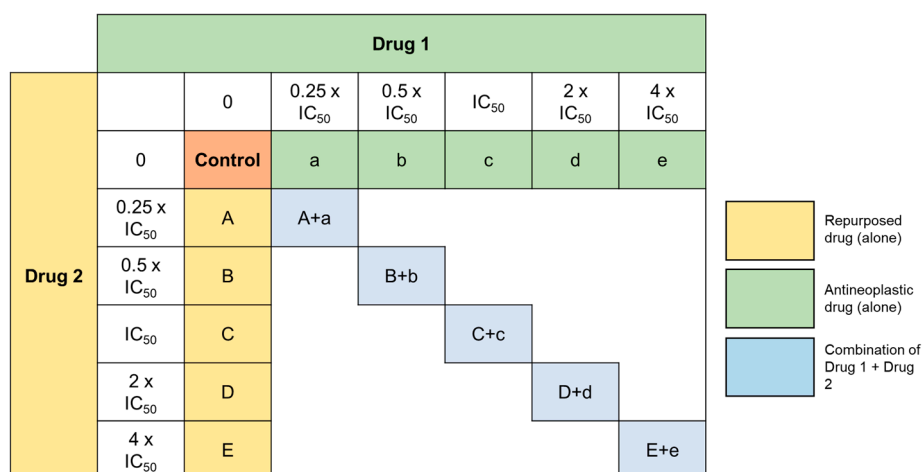 Drug 1
0
0.25 x
IC₅₀
0.5 x
IC₅₀
IC₅₀
2 x
IC₅₀
4 x
IC₅₀
0
Control
a
b
c
d
e
Drug 2
0.25 x
IC₅₀
A
A+a
0.5 x
IC₅₀
B
B+b
IC₅₀
C
C+c
2 x
IC₅₀
D
D+d
4 x
IC₅₀
E
E+e
Repurposed
drug (alone)
Antineoplastic
drug (alone)
Combination of
Drug 1 + Drug
2